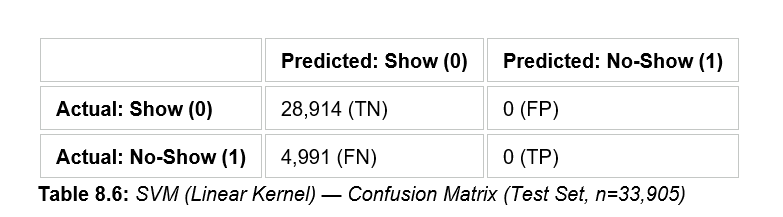 Predicted: Show (0) Predicted: No-Show (1)
Actual: Show (0) 28,914 (TN) 0 (FP)
Actual: No-Show (1) 4,991 (FN) 0 (TP)
Table 8.6: SVM (Linear Kernel) — Confusion Matrix (Test Set, n=33,905)